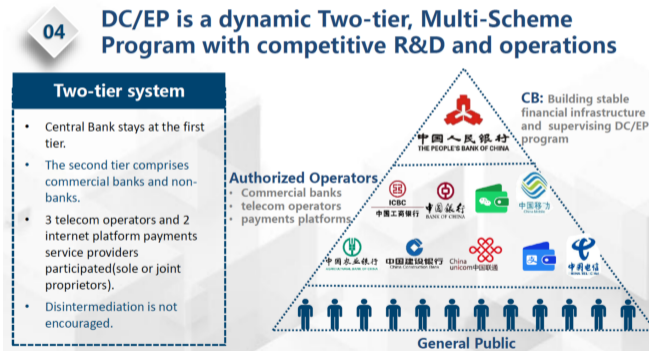 04
DC/EP is a dynamic Two-tier, Multi-Scheme
Program with competitive R&D and operations
Two-tier system
• Central Bank stays at the first
tier.
• The second tier comprises
commercial banks and non-
banks.
• 3 telecom operators and 2
internet platform payments
service providers
participated(sole or joint
proprietors).
• Disintermediation is not
encouraged.
CB: Building stable
financial infrastructure
and supervising DC/EP
program
中国人民银行
THE PEOPLE'S BANK OF CHINA
Authorized Operators
• Commercial banks
• telecom operators
• payments platforms
ICBC
中国工商银行
中国银行
BANK OF CHINA
中国移动
中国农业银行
AGRICULTURAL BANK OF CHINA
中国建设银行
China Construction Bank
China
unicom中国联通
支
中国电信
General Public